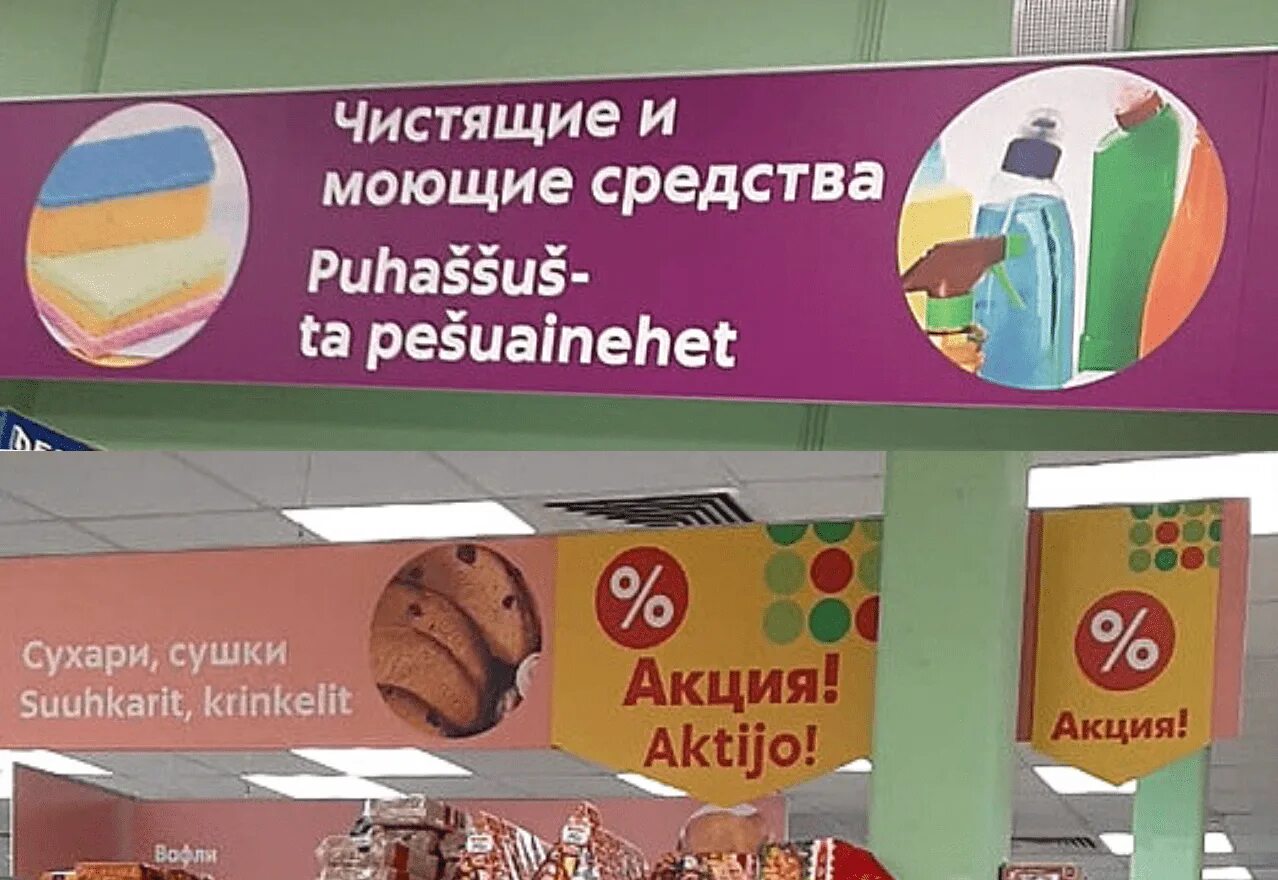 Чистящие и
моющие средства
Puhaššuš-
ta pešuainehet
Сухари, сушки
Suuhkarit, krinkelit
%
Акция!
Aktijo!
%
Акция!
Вафли